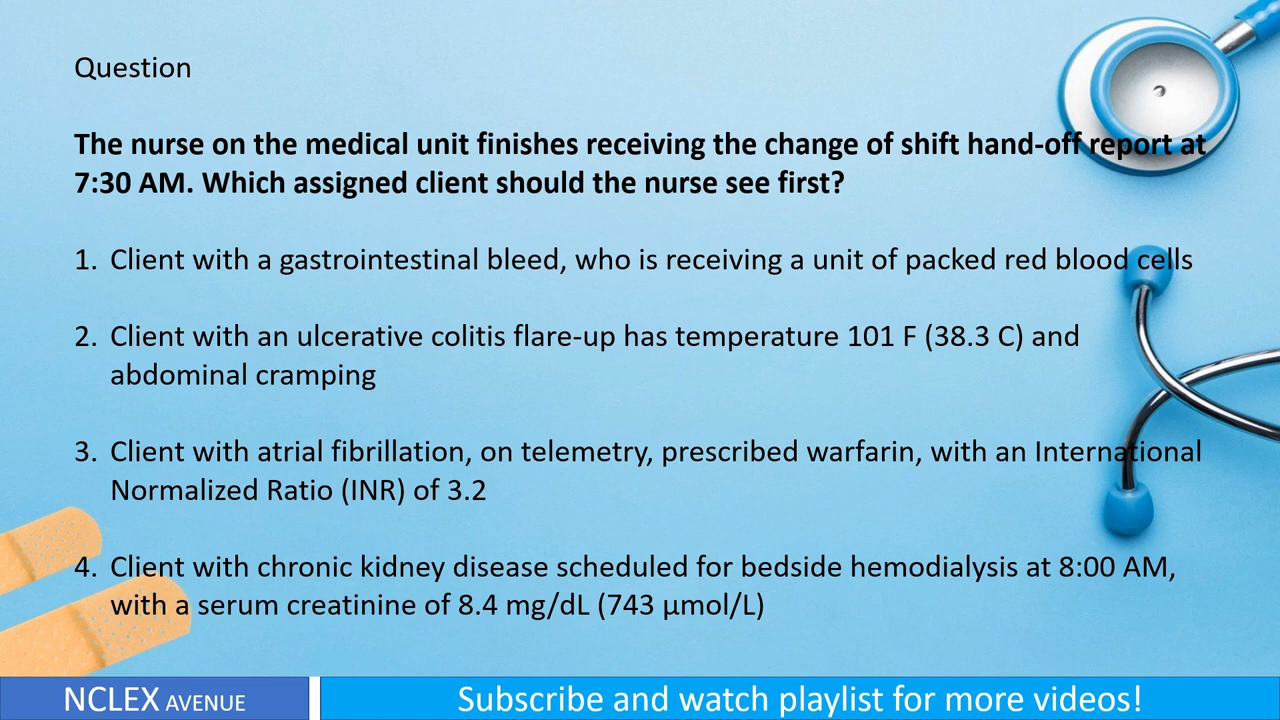 Question
The nurse on the medical unit finishes receiving the change of shift hand-off report at
7:30 AM. Which assigned client should the nurse see first?
1. Client with a gastrointestinal bleed, who is receiving a unit of packed red blood cells
2. Client with an ulcerative colitis flare-up has temperature 101 F (38.3 C) and
abdominal cramping
3. Client with atrial fibrillation, on telemetry, prescribed warfarin, with an International
Normalized Ratio (INR) of 3.2
4. Client with chronic kidney disease scheduled for bedside hemodialysis at 8:00 AM,
with a serum creatinine of 8.4 mg/dL (743 µmol/L)
NCLEX AVENUE
Subscribe and watch playlist for more videos!